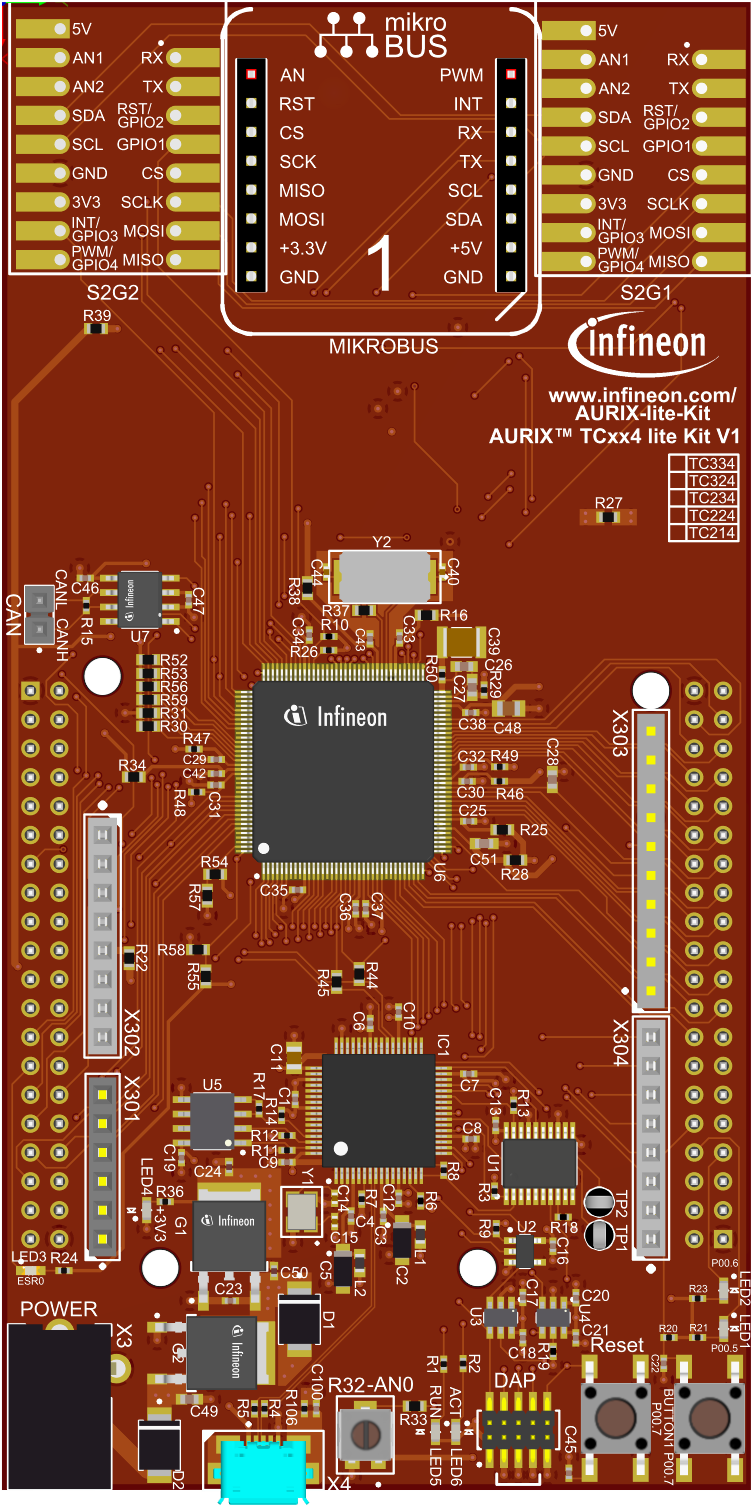 5V
AN1 RX
AN2 TX
SDA RST/
GPIO2
SCL GPIO1
GND CS
3V3 SCLK
INT/
GPIO3 MOSI
PWM/
GPIO4 MISO
S2G2
mikro
BUS
AN PWM
RST INT
CS RX
SCK TX
MISO SCL
MOSI SDA
+3.3V +5V
GND GND
1
MIKROBUS
5V
AN1 RX
AN2 TX
SDA RST/
GPIO2
SCL GPIO1
GND CS
3V3 SCLK
INT/
GPIO3 MOSI
PWM/
GPIO4 MISO
S2G1
R39
infineon
www.infineon.com/
AURIX-lite-Kit
AURIX™ TCxx4 lite Kit V1
TC334
TC324
TC234
TC224
TC214
R27
Y2
C44
C40
R38
R37
R16
R10
R26
C34
C43
C33
C39
C26
R50
C27
R29
C38
C48
CAN
CANL
CANH
C46
R15
Infineon
U7
C47
R52
R53
R56
R59
R31
R30
R47
C29
C42
R34
R48
C31
Infineon
U6
C32
R49
C30
R46
C28
C25
R25
C51
R28
X303
R54
R57
C35
C36
C37
R58
R55
R22
R45
R44
X302
X304
C6
C10
IC1
C11
C7
X301
U5
R17
R14
C1
R12
R11
C9
C19
C24
C8
C13
R13
U1
R8
R3
LED4
R36
+3V3
G1
Infineon
Y1
C14
R7
C12
R6
C4
C15
C3
R9
U2
R18
C16
TP2
TP1
LED3
R24
ESR0
C23
C50
C5
L2
C2
L1
P00.6
R23
LED2
LED1
R20
R21
P00.5
POWER
X3
G2
Infineon
D1
C17
C20
U3
U4
C18
C21
R19
Reset
C22
C49
R5
R4
R106
C100
R32-AN0
R33
R1
R2
RUN
ACT
LED5
LED6
DAP
C45
BUTTON1
P00.7
P00.7
D2
X4